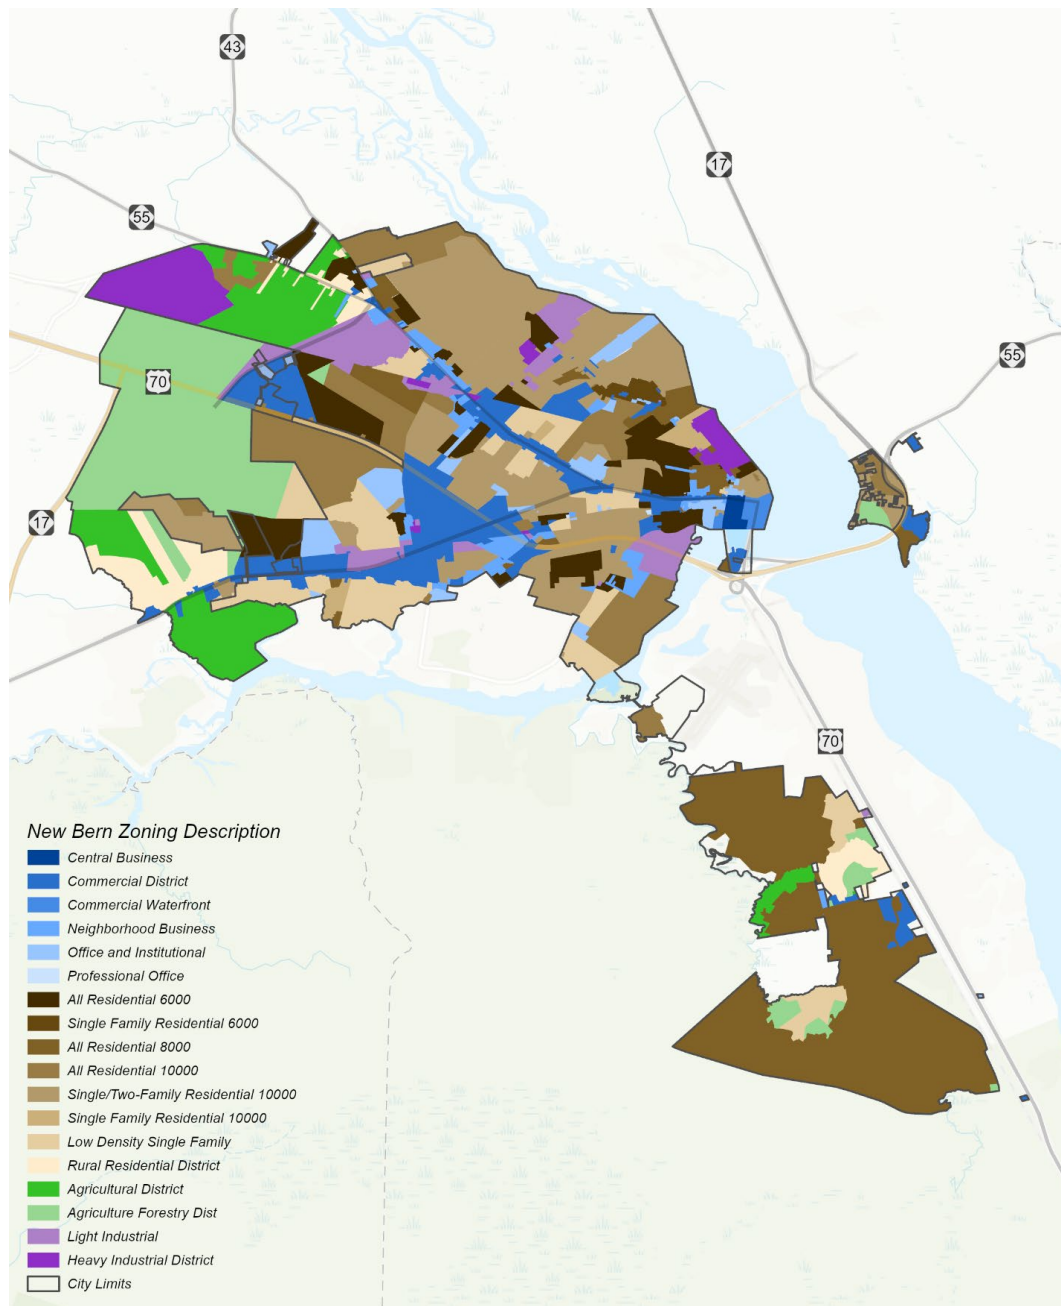 43
17
55
55
70
17
70
New Bern Zoning Description
Central Business
Commercial District
Commercial Waterfront
Neighborhood Business
Office and Institutional
Professional Office
All Residential 6000
Single Family Residential 6000
All Residential 8000
All Residential 10000
Single/Two-Family Residential 10000
Single Family Residential 10000
Low Density Single Family
Rural Residential District
Agricultural District
Agriculture Forestry Dist
Light Industrial
Heavy Industrial District
City Limits